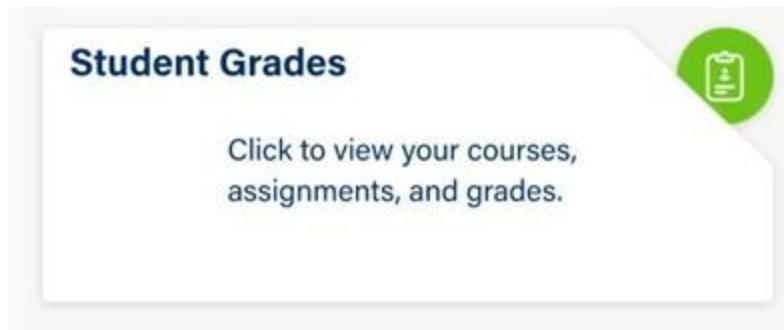 Student Grades
Click to view your courses,
assignments, and grades.